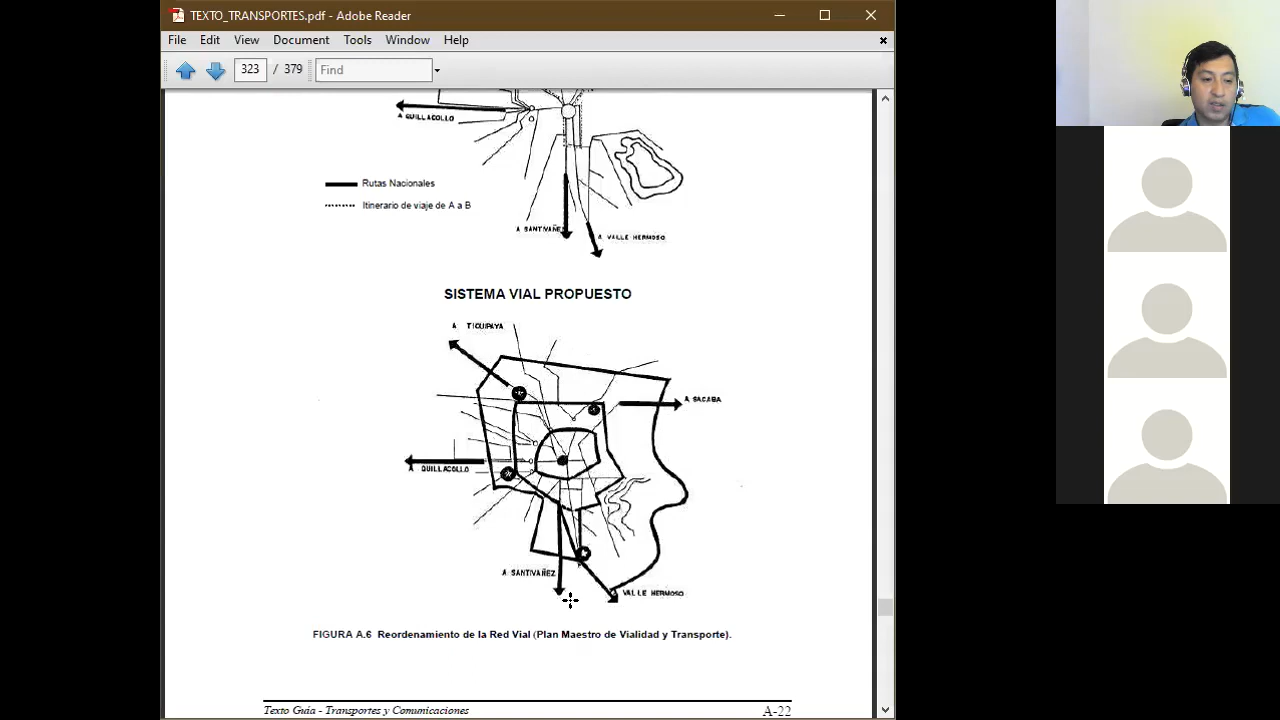 TEXTO_TRANSPORTES.pdf - Adobe Reader
File Edit View Document Tools Window Help
323 / 379 Find
A QUILLACOLLO
Rutas Nacionales
Itinerario de viaje de A a B
A SANTIVAÑEZ
A VALLE HERMOSO
SISTEMA VIAL PROPUESTO
A TIQUIPAYA
A SACABA
A QUILLACOLLO
A SANTIVAÑEZ
VALLE HERMOSO
FIGURA A.6 Reordenamiento de la Red Vial (Plan Maestro de Vialidad y Transporte).
Texto Guía - Transportes y Comunicaciones A-22